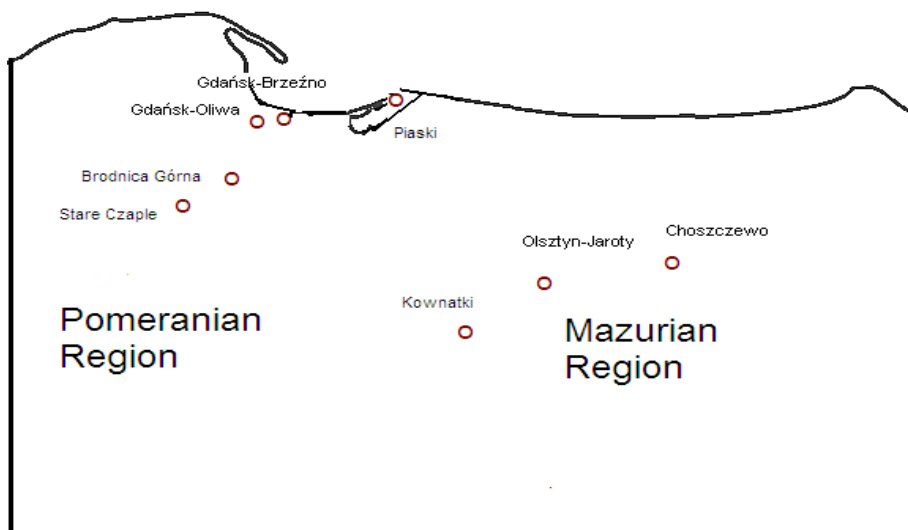 Gdańsk-Brzeźno
Gdańsk-Oliwa
Piaski
Brodnica Górna
Stare Czaple
Choszczewo
Olsztyn-Jaroty
Kownatki
Pomeranian
Region
Mazurian
Region